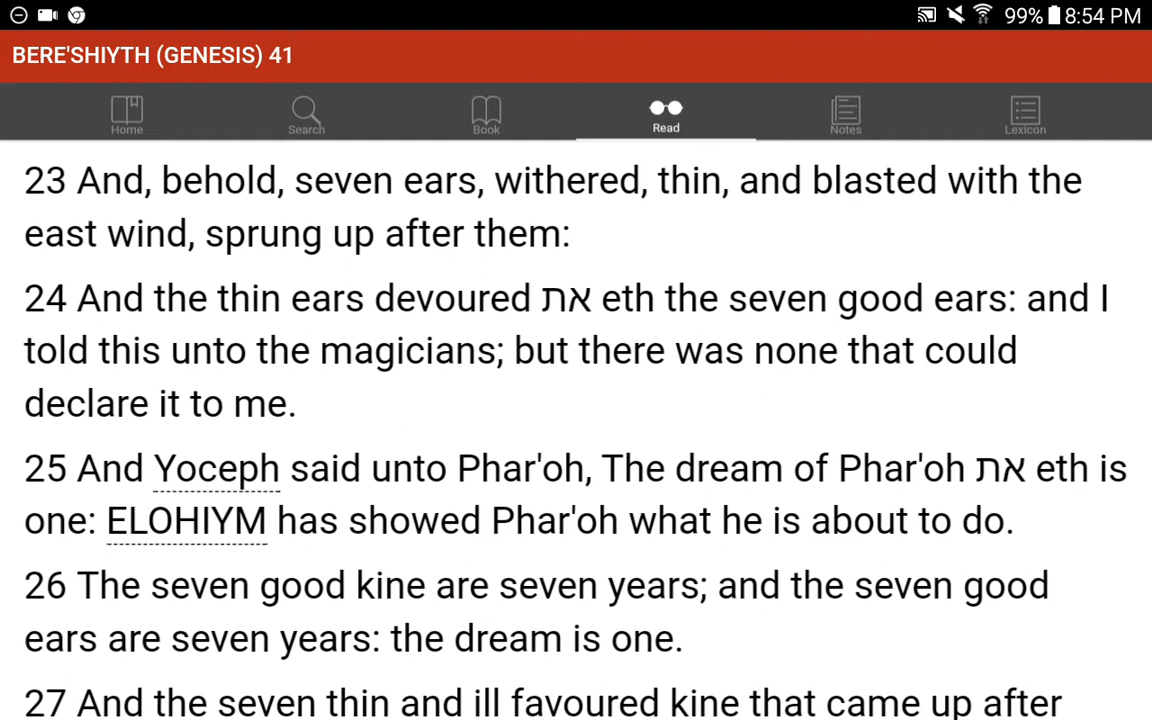 99% 8:54 PM
BERE'SHIYTH (GENESIS) 41
Home Search Book Read Notes Lexicon
23 And, behold, seven ears, withered, thin, and blasted with the
east wind, sprung up after them:
24 And the thin ears devoured את eth the seven good ears: and I
told this unto the magicians; but there was none that could
declare it to me.
25 And Yoceph said unto Phar'oh, The dream of Phar'oh את eth is
one: ELOHIYM has showed Phar'oh what he is about to do.
26 The seven good kine are seven years; and the seven good
ears are seven years: the dream is one.
27 And the seven thin and ill favoured kine that came up after